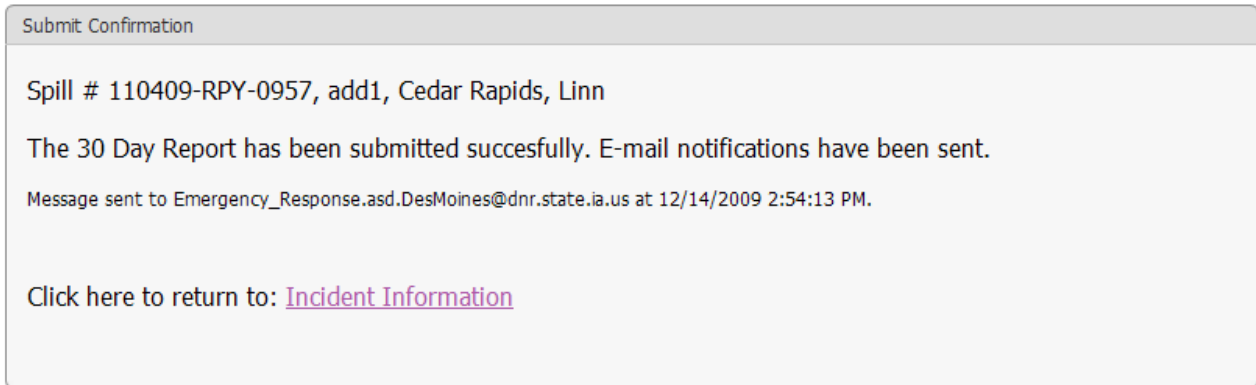 Submit Confirmation
Spill # 110409-RPY-0957, add1, Cedar Rapids, Linn
The 30 Day Report has been submitted succesfully. E-mail notifications have been sent.
Message sent to Emergency_Response.asd.DesMoines@dnr.state.ia.us at 12/14/2009 2:54:13 PM.
Click here to return to: Incident Information